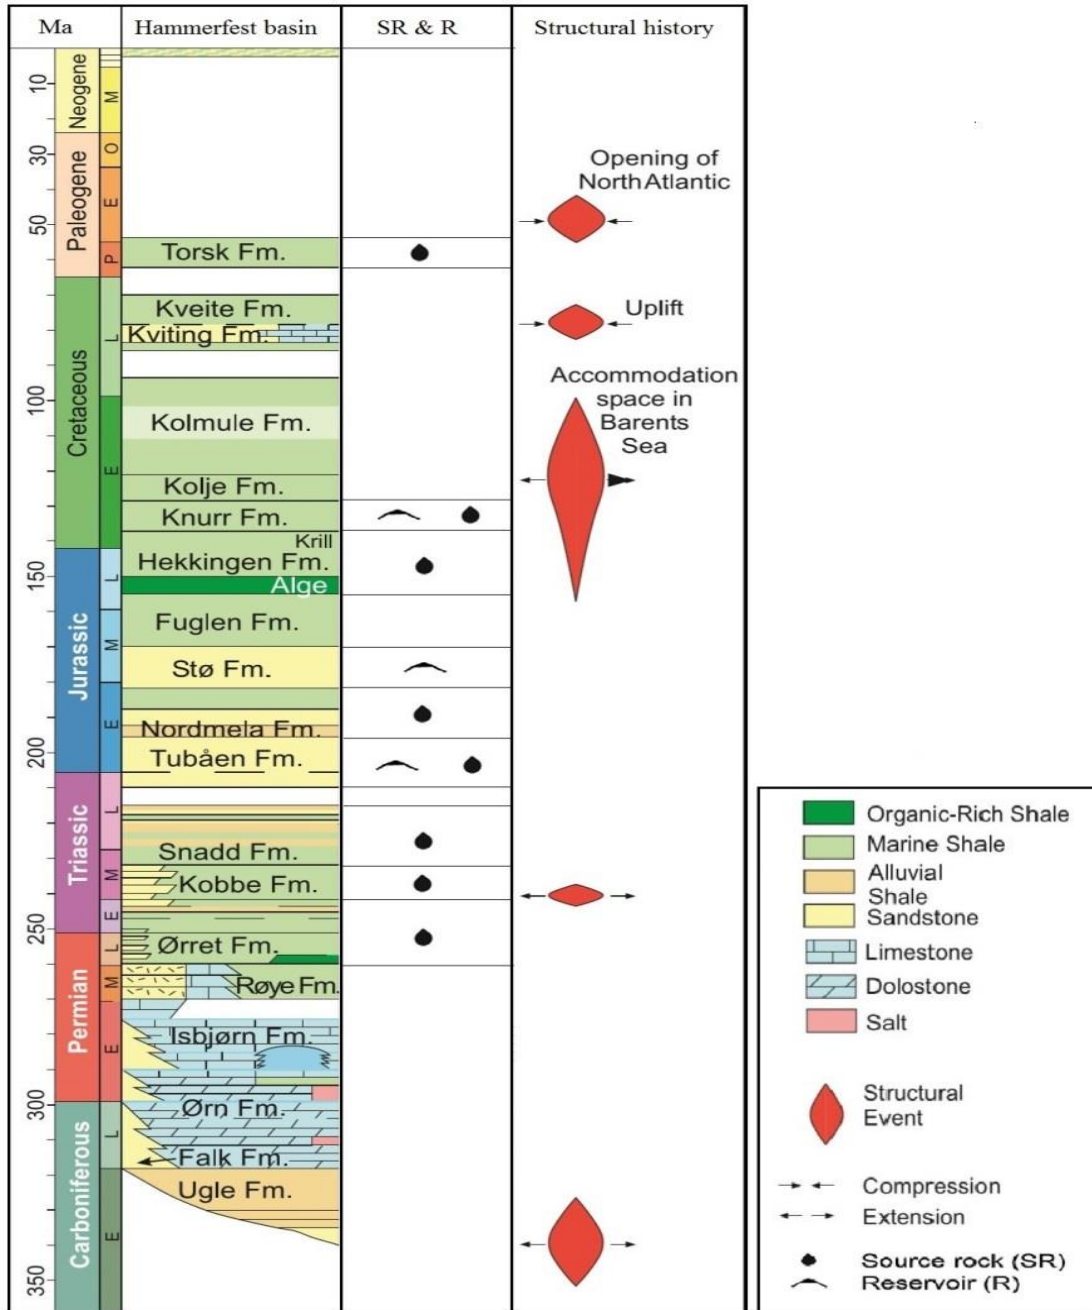 Ma
Hammerfest basin
SR & R
Structural history
10
30
50
100
150
200
250
300
350
Neogene
Paleogene
Cretaceous
Jurassic
Triassic
Permian
Carboniferous
M
O
E
P
L
E
L
M
E
L
M
E
L
M
E
L
E
Torsk Fm.
Kveite Fm.
Kviting Fm.
Kolmule Fm.
Kolje Fm.
Knurr Fm.
Krill
Hekkingen Fm.
Alge
Fuglen Fm.
Stø Fm.
Nordmela Fm.
Tubåen Fm.
Snadd Fm.
Kobbe Fm.
Ørret Fm.
Røye Fm.
Isbjørn Fm.
Ørn Fm.
Falk Fm.
Ugle Fm.
Opening of
North Atlantic
Uplift
Accommodation
space in
Barents
Sea
Organic-Rich Shale
Marine Shale
Alluvial
Shale
Sandstone
Limestone
Dolostone
Salt
Structural
Event
Compression
Extension
Source rock (SR)
Reservoir (R)